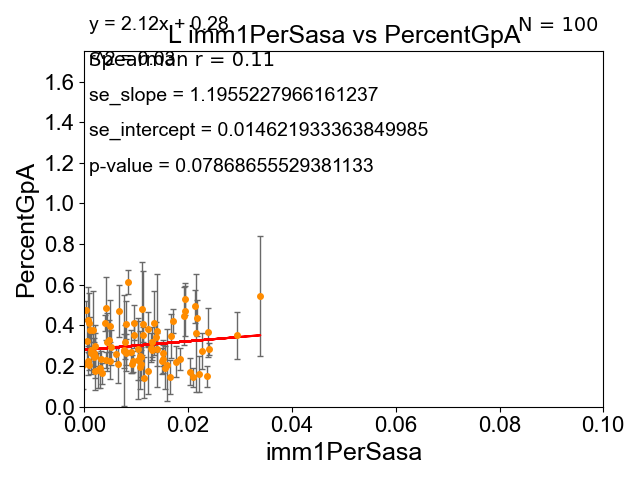 y = 2.12x + 0.28
N = 100
L imm1PerSasa vs PercentGpA
Spearman r = 0.11
se_slope = 1.1955227966161237
se_intercept = 0.014621933363849985
p-value = 0.07868655529381133
PercentGpA
1.6
1.4
1.2
1.0
0.8
0.6
0.4
0.2
0.0
0.00
0.02
0.04
0.06
0.08
0.10
imm1PerSasa